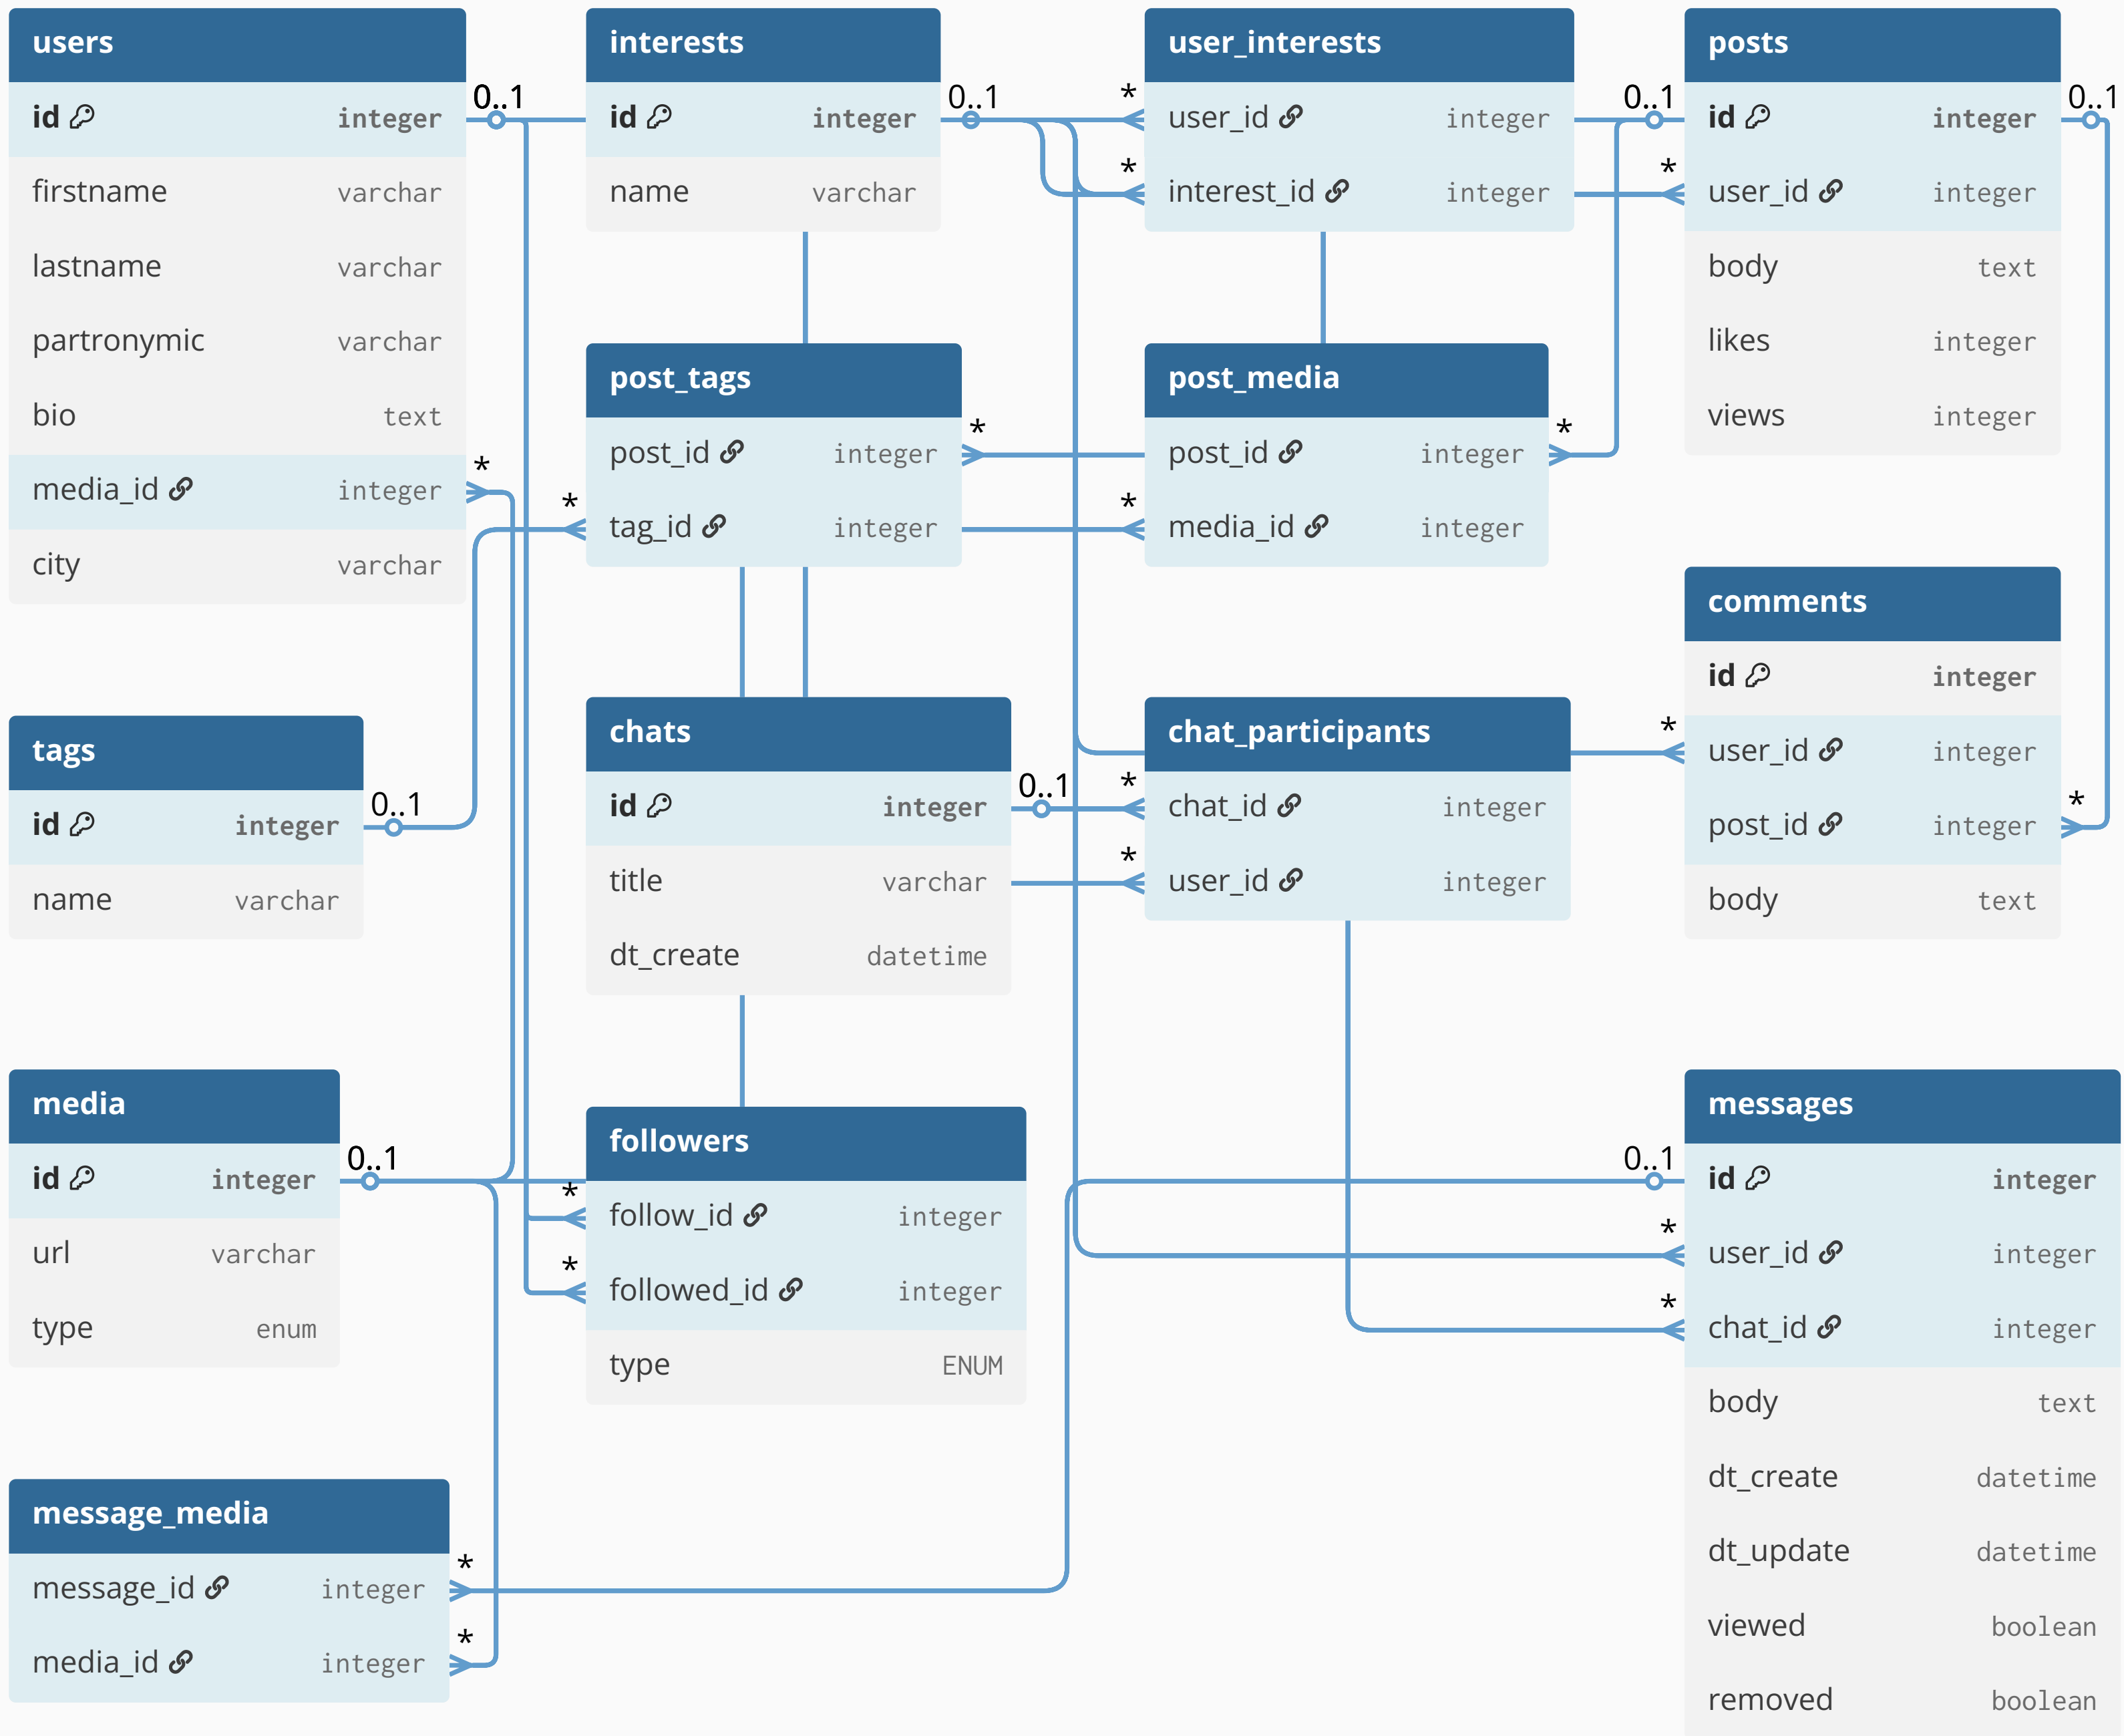 users
id integer
firstname varchar
lastname varchar
partronymic varchar
bio text
media_id integer
city varchar
0..1
*
interests
id integer
name varchar
0..1
user_interests
* user_id integer
* interest_id integer
posts
0..1 id integer 0..1
* user_id integer
body text
likes integer
views integer
post_tags
post_id integer *
* tag_id integer
post_media
post_id integer *
* media_id integer
comments
id integer
* user_id integer
post_id integer *
body text
tags
id integer 0..1
name varchar
chats
id integer 0..1
title varchar
dt_create datetime
chat_participants
* chat_id integer
* user_id integer
media
id integer 0..1
url varchar
type enum
followers
* follow_id integer
* followed_id integer
type ENUM
messages
0..1 id integer
* user_id integer
* chat_id integer
body text
dt_create datetime
dt_update datetime
viewed boolean
removed boolean
message_media
message_id integer *
media_id integer *